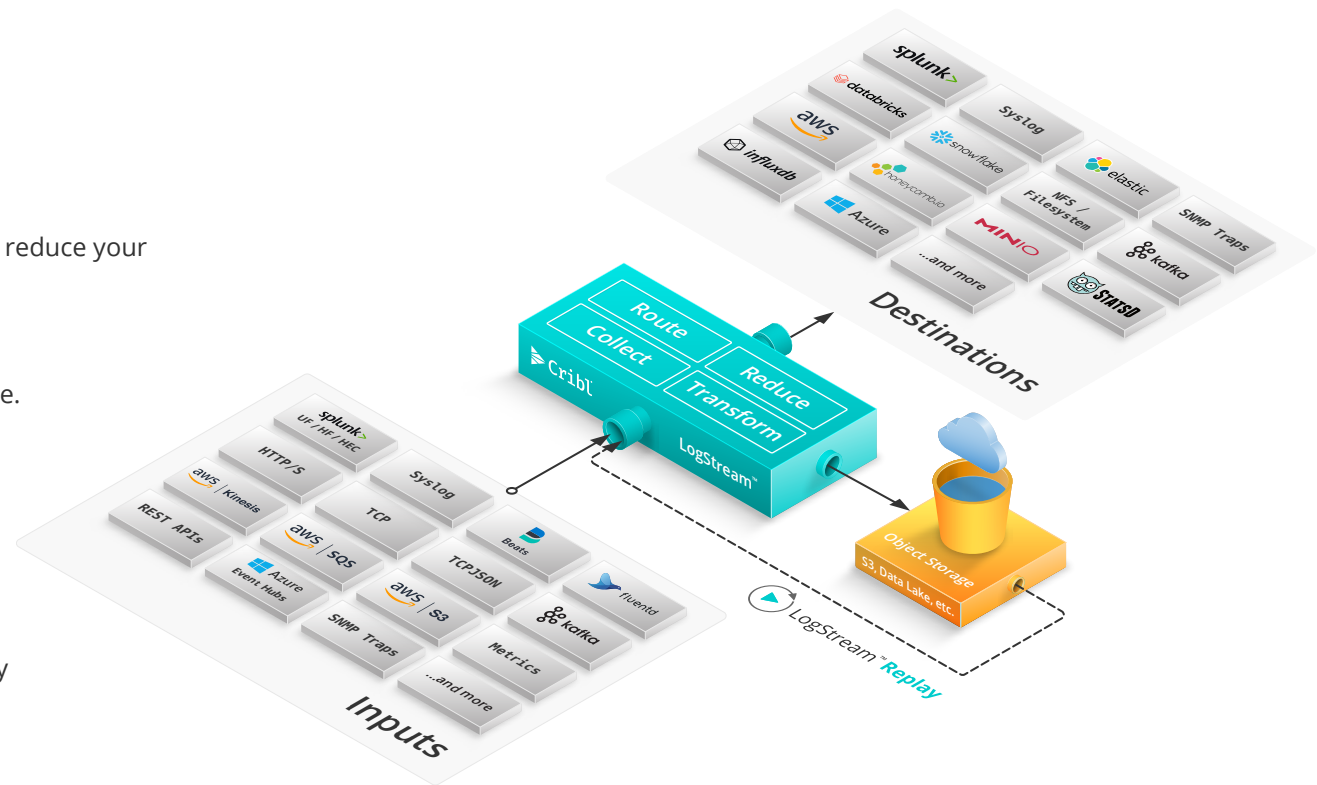 reduce your
e.
y
splunk>
databricks
aws
influxdb
Syslog
snowflake
honeycomb.io
Azure
elastic
NFS /
Filesystem
MINIO
...and more
SNMP Traps
kafka
STATSD
Destinations
Route
Collect
Reduce
Transform
Cribl
LogStream™
splunk>
UF / HF / HEC
HTTP/S
aws | Kinesis
REST APIs
Syslog
TCP
aws | SQS
Azure
Event Hubs
Beats
TCPJSON
aws | S3
SNMP Traps
fluentd
kafka
Metrics
...and more
Inputs
Object Storage
S3, Data Lake, etc.
LogStream™ Replay